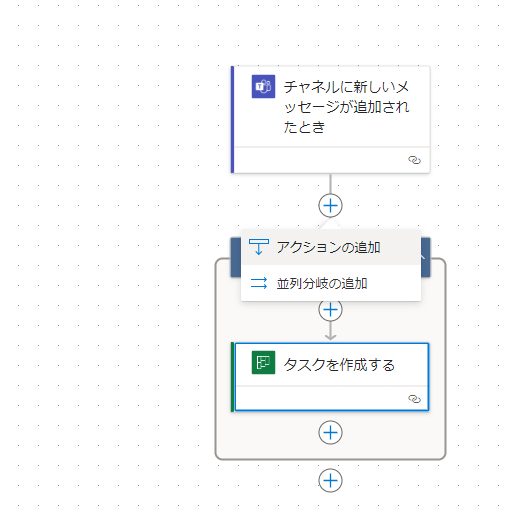 チャネルに新しいメ
ッセージが追加され
たとき
アクションの追加
並列分岐の追加
タスクを作成する